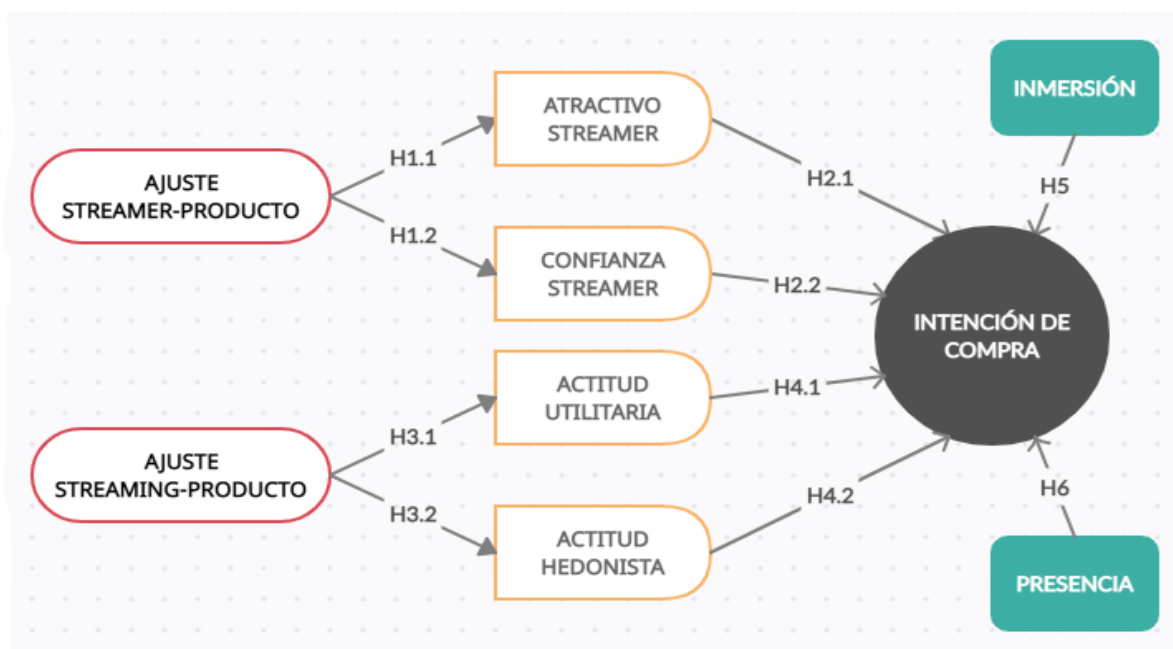 AJUSTE
STREAMER-PRODUCTO
H1.1
H1.2
ATRACTIVO
STREAMER
CONFIANZA
STREAMER
H2.1
H2.2
AJUSTE
STREAMING-PRODUCTO
H3.1
H3.2
ACTITUD
UTILITARIA
ACTITUD
HEDONISTA
H4.1
H4.2
INMERSIÓN
H5
INTENCIÓN DE
COMPRA
H6
PRESENCIA